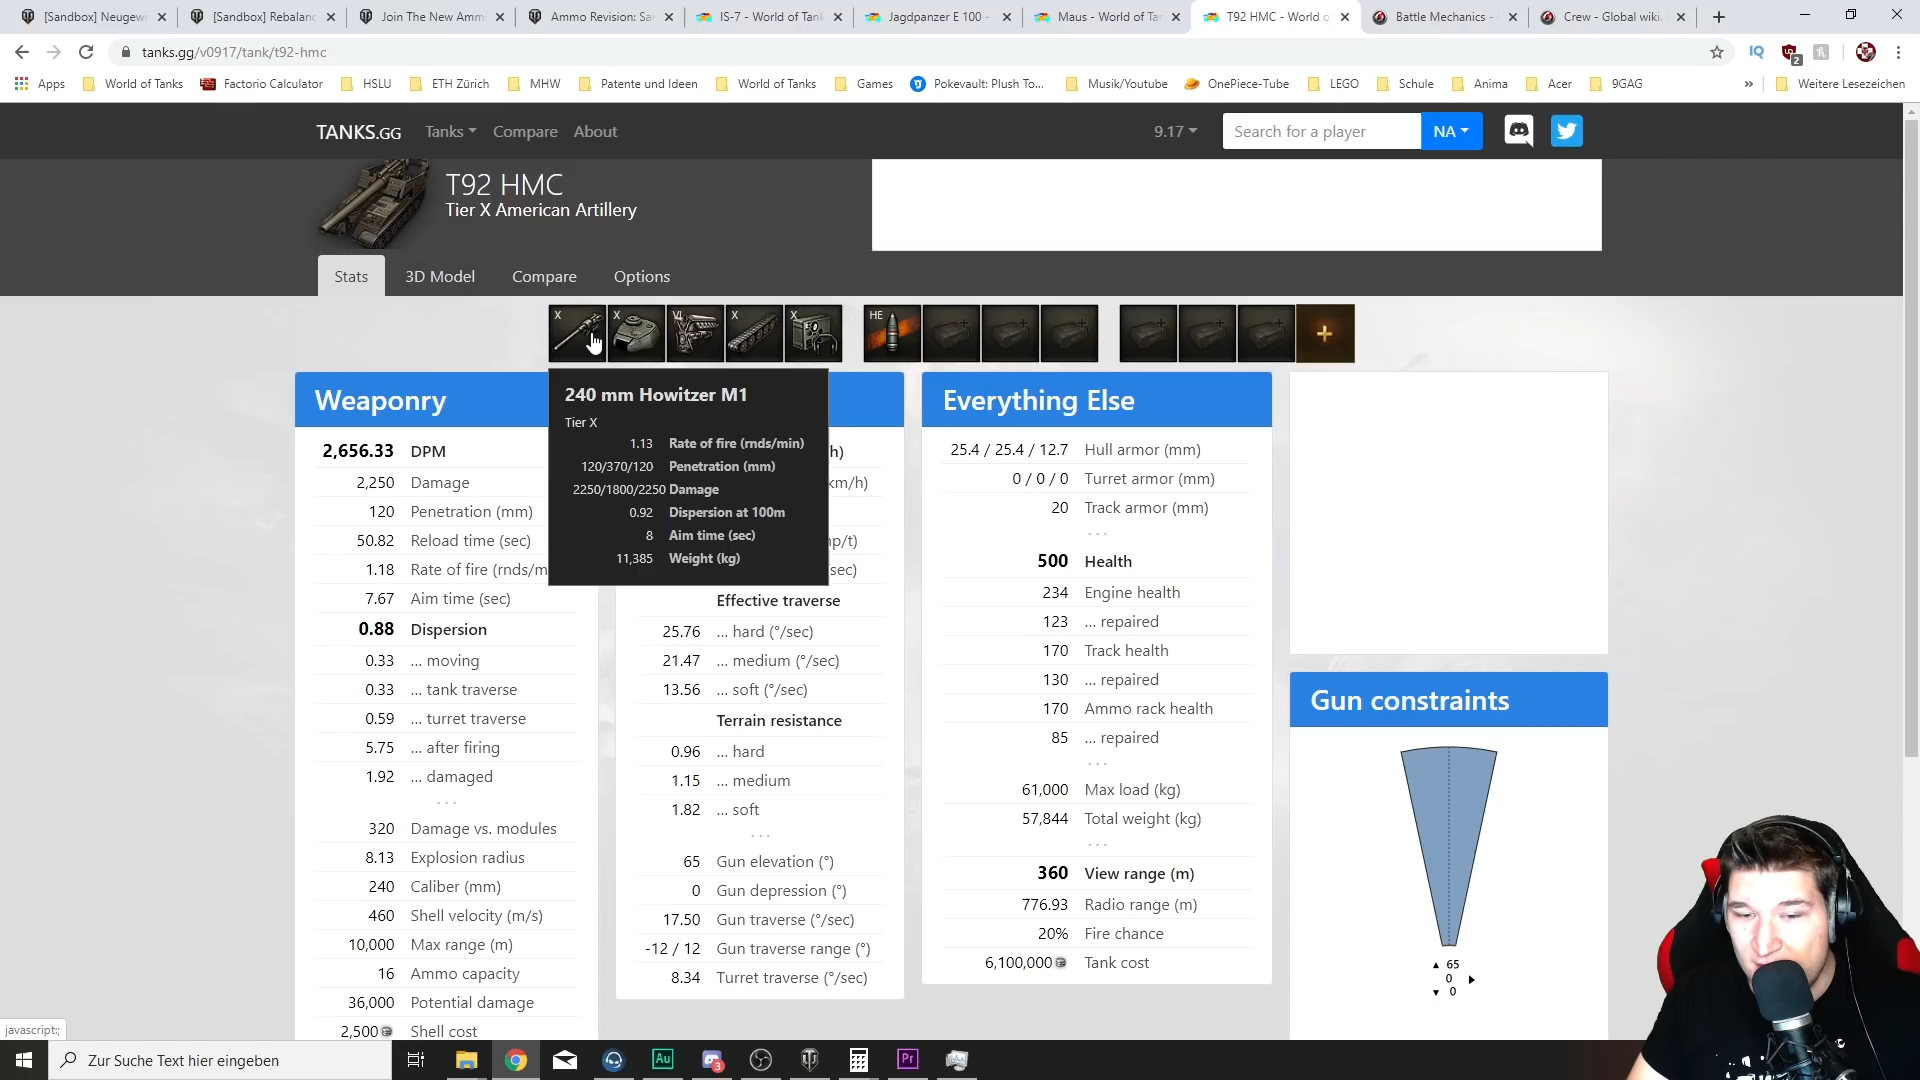 [Sandbox] Neugew
[Sandbox] Rebalanc
Join The New Amm
Ammo Revision: Sa
IS-7 - World of Tank
Jagdpanzer E 100 -
Maus - World of Ta
T92 HMC - World o
Battle Mechanics -
Crew - Global wiki.
tanks.gg/v0917/tank/t92-hmc
IQ
2
Apps
World of Tanks
Factorio Calculator
HSLU
ETH Zürich
MHW
Patente und Ideen
World of Tanks
Games
Pokevault: Plush To...
Musik/Youtube
OnePiece-Tube
LEGO
Schule
Anima
Acer
9GAG
»
Weitere Lesezeichen
TANKS.GG
Tanks
Compare
About
9.17
Search for a player
NA
T92 HMC
Tier X American Artillery
Stats
3D Model
Compare
Options
X
X
VI
X
X
HE
+
Weaponry
2,656.33 DPM
2,250 Damage
120 Penetration (mm)
50.82 Reload time (sec)
1.18 Rate of fire (rnds/m
7.67 Aim time (sec)
0.88 Dispersion
0.33 ... moving
0.33 ... tank traverse
0.59 ... turret traverse
5.75 ... after firing
1.92 ... damaged
...
320 Damage vs. modules
8.13 Explosion radius
240 Caliber (mm)
460 Shell velocity (m/s)
10,000 Max range (m)
16 Ammo capacity
36,000 Potential damage
2,500 Shell cost
240 mm Howitzer M1
Tier X
1.13 Rate of fire (rnds/min)
120/370/120 Penetration (mm)
2250/1800/2250 Damage
0.92 Dispersion at 100m
8 Aim time (sec)
11,385 Weight (kg)
h)
km/h)
hp/t)
sec)
Effective traverse
25.76 ... hard (°/sec)
21.47 ... medium (°/sec)
13.56 ... soft (°/sec)
Terrain resistance
0.96 ... hard
1.15 ... medium
1.82 ... soft
...
65 Gun elevation (°)
0 Gun depression (°)
17.50 Gun traverse (°/sec)
-12 / 12 Gun traverse range (°)
8.34 Turret traverse (°/sec)
Everything Else
25.4 / 25.4 / 12.7 Hull armor (mm)
0 / 0 / 0 Turret armor (mm)
20 Track armor (mm)
...
500 Health
234 Engine health
123 ... repaired
170 Track health
130 ... repaired
170 Ammo rack health
85 ... repaired
...
61,000 Max load (kg)
57,844 Total weight (kg)
...
360 View range (m)
776.93 Radio range (m)
20% Fire chance
6,100,000 Tank cost
Gun constraints
▲ 65
0 ▶
▼ 0
javascript:;
Zur Suche Text hier eingeben
Au
3
Pr